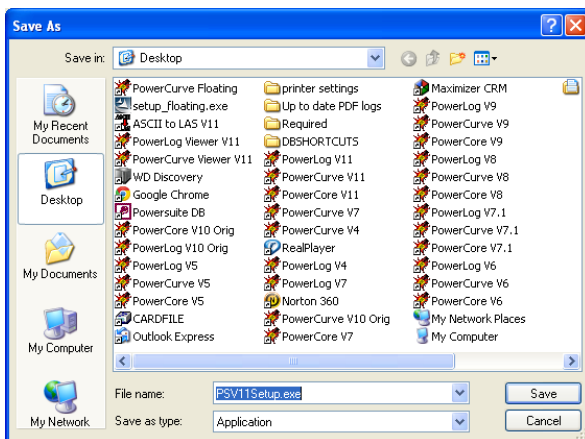 Save As
Save in:
Desktop
My Recent Documents
Desktop
My Documents
My Computer
My Network
PowerCurve Floating
setup_floating.exe
ASCII to LAS V11
PowerLog Viewer V11
PowerCurve Viewer V11
WD Discovery
Google Chrome
Powersuite DB
PowerCore V10 Orig
PowerLog V10 Orig
PowerLog V5
PowerCurve V5
PowerCore V5
CARDFILE
Outlook Express
printer settings
Up to date PDF logs
Required
DBSHORTCUTS
PowerLog V11
PowerCurve V11
PowerCore V11
PowerCurve V7
PowerCurve V4
RealPlayer
PowerLog V4
PowerLog V7
Norton 360
PowerCurve V10 Orig
PowerCore V7
Maximizer CRM
PowerLog V9
PowerCurve V9
PowerCore V9
PowerLog V8
PowerCurve V8
PowerCore V8
PowerLog V7.1
PowerCurve V7.1
PowerCore V7.1
PowerLog V6
PowerCurve V6
PowerCore V6
My Network Places
My Computer
File name:
PSV11Setup.exe
Save
Save as type:
Application
Cancel